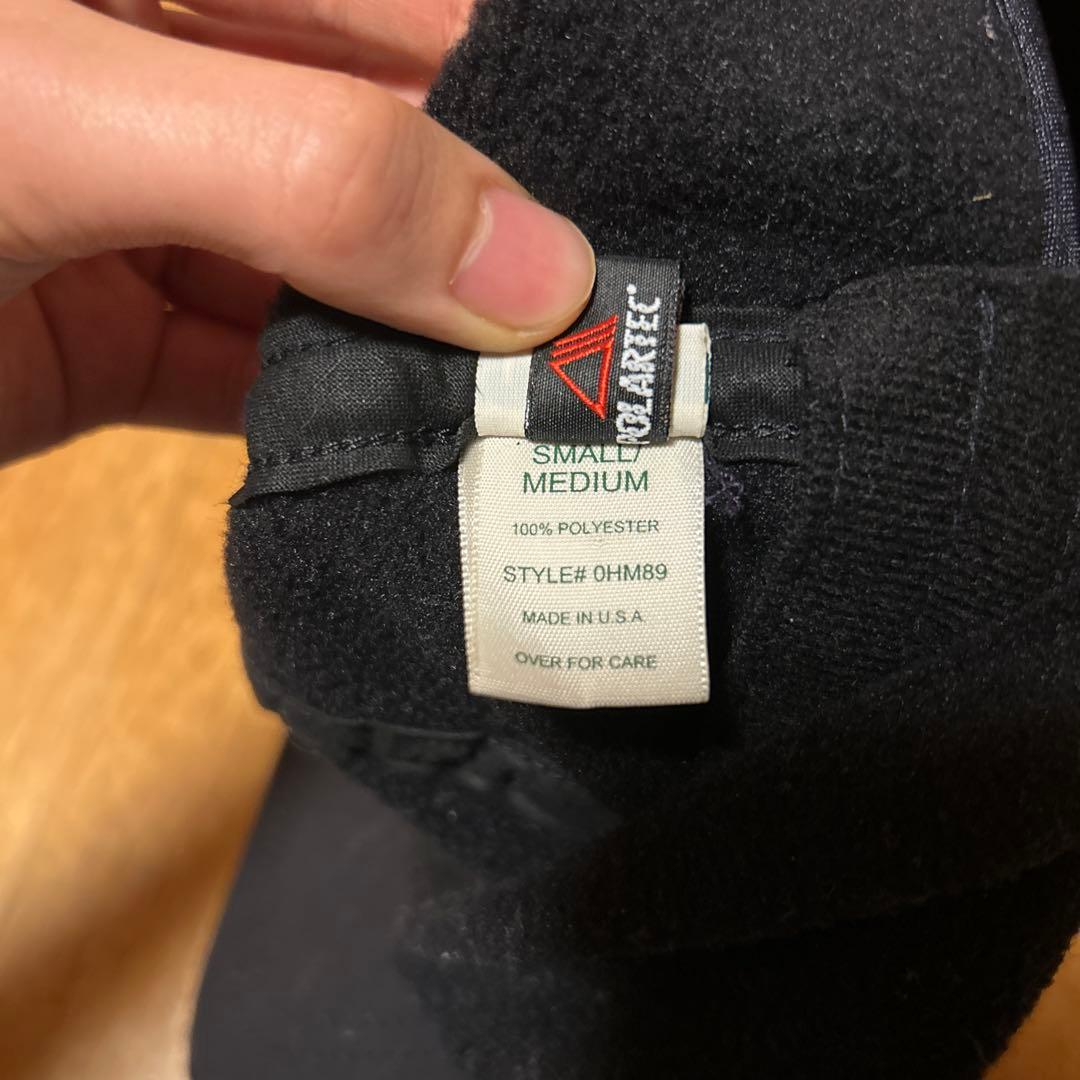 POLARTEC®
SMALL/
MEDIUM
100% POLYESTER
STYLE# 0HM89
MADE IN U.S.A
OVER FOR CARE